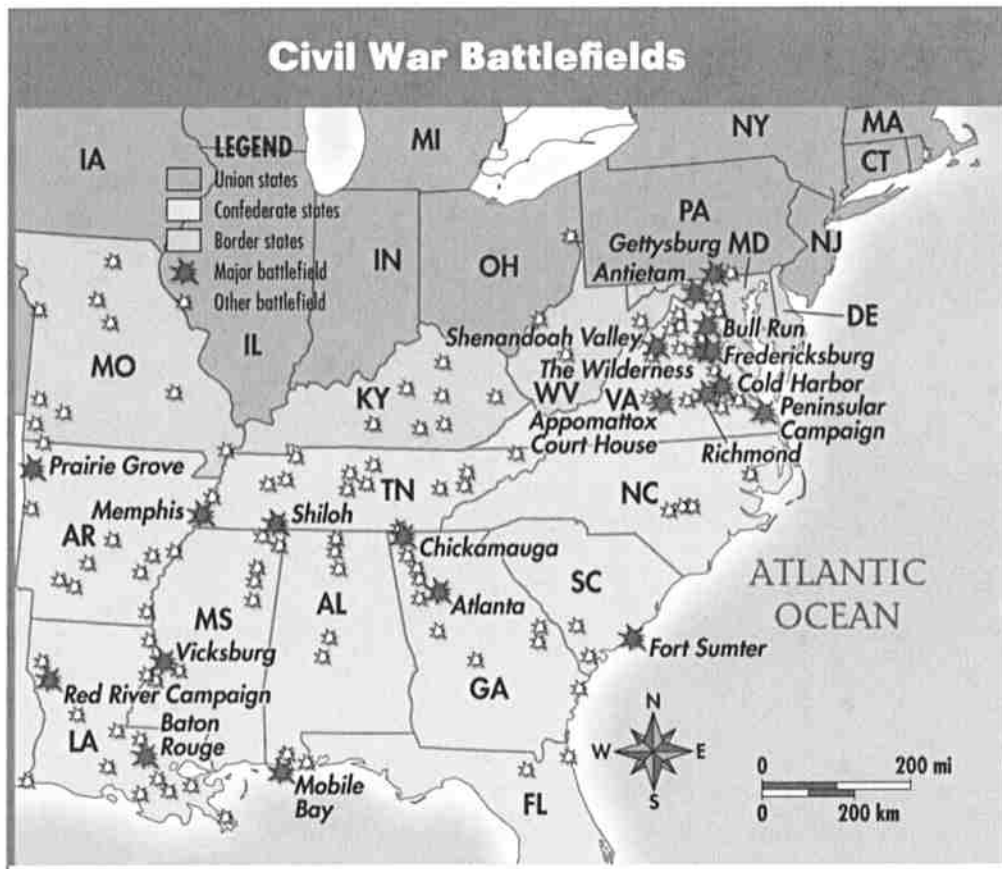 Civil War Battlefields
LEGEND
Union states
Confederate states
Border states
Major battlefield
Other battlefield
IA
MI
NY
MA
CT
PA
NJ
IN
OH
IL
Gettysburg
MD
Antietam
DE
Bull Run
Shenandoah Valley
Fredericksburg
The Wilderness
Cold Harbor
MO
KY
WV
VA
Peninsular
Campaign
Appomattox
Court House
Richmond
Prairie Grove
TN
NC
Memphis
Shiloh
AR
Chickamauga
SC
ATLANTIC
OCEAN
MS
AL
Atlanta
Vicksburg
Fort Sumter
Red River Campaign
GA
Baton
Rouge
LA
N
W
E
S
Mobile
Bay
FL
0
200 mi
0
200 km